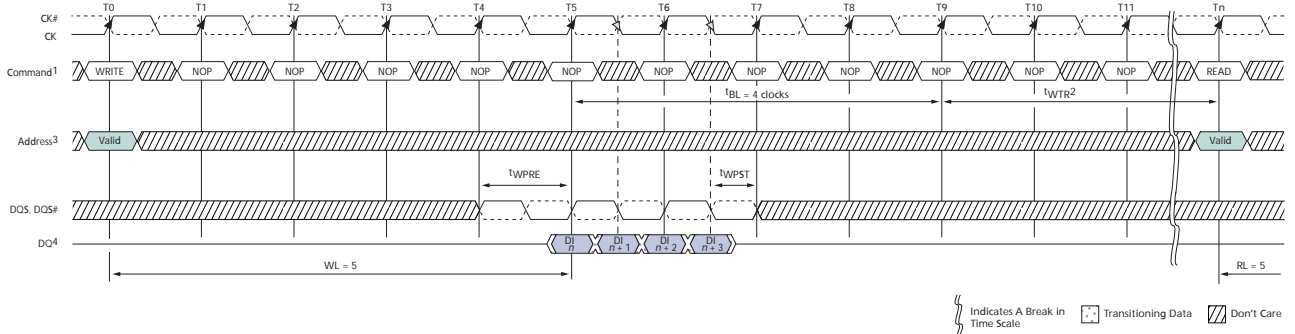 T0 T1 T2 T3 T4 T5 T6 T7 T8 T9 T10 T11 Tn
CK#
CK
Command1 WRITE NOP NOP NOP NOP NOP NOP NOP NOP NOP NOP NOP READ
tBL = 4 clocks tWTR2
Address3 Valid Valid
tWPRE tWPST
DQS, DQS#
DQ4 DI n DI n + 1 DI n + 2 DI n + 3
WL = 5 RL = 5
Indicates A Break in Time Scale Transitioning Data Don't Care